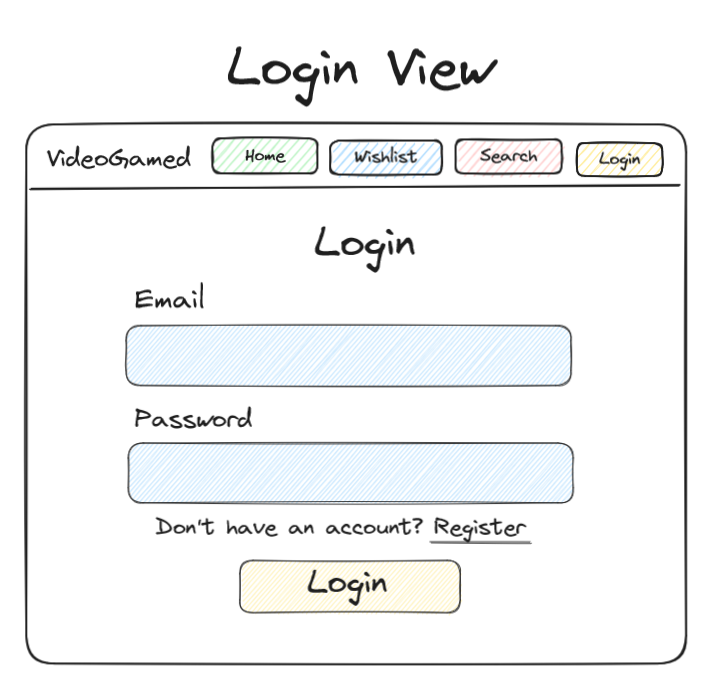 Login View
VideoGamed Home Wishlist Search Login
Login
Email
Password
Don't have an account? Register
Login